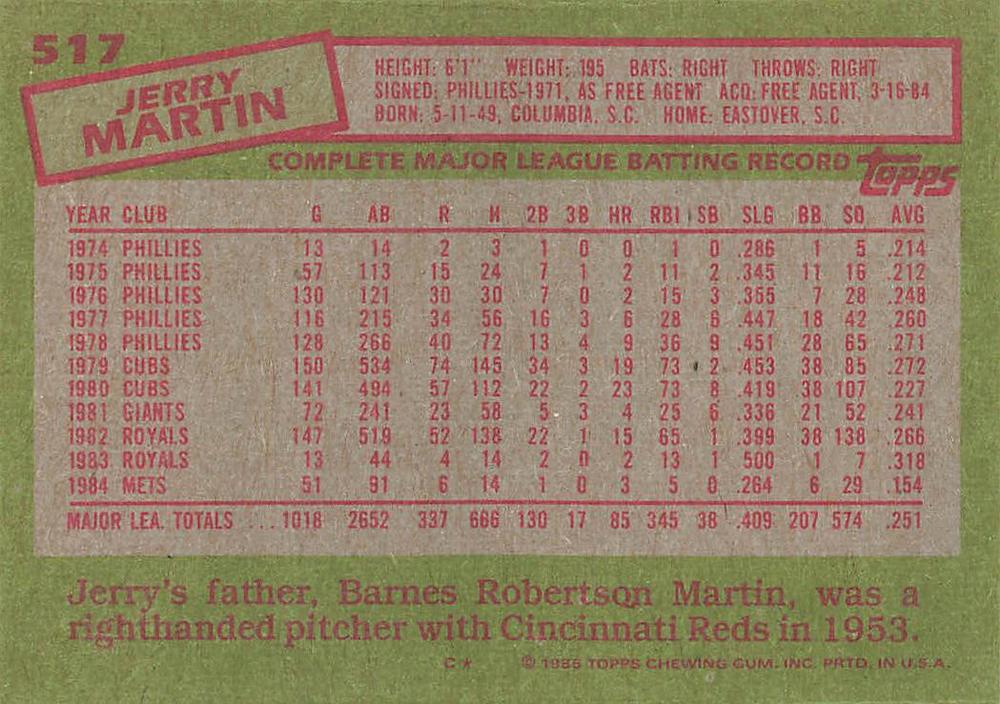 517
JERRY
MARTIN
HEIGHT: 6'1" WEIGHT: 195 BATS: RIGHT THROWS: RIGHT
SIGNED: PHILLIES-1971, AS FREE AGENT ACQ: FREE AGENT, 3-16-84
BORN: 5-11-49, COLUMBIA, S.C. HOME: EASTOVER, S.C.
COMPLETE MAJOR LEAGUE BATTING RECORD
topps
YEAR CLUB G AB R H 2B 3B HR RBI SB SLG BB SO AVG
1974 PHILLIES 13 14 2 3 1 0 0 1 0 .286 1 5 .214
1975 PHILLIES 57 113 15 24 7 1 2 11 2 .345 11 16 .212
1976 PHILLIES 130 121 30 30 7 0 2 15 3 .355 7 28 .248
1977 PHILLIES 116 215 34 56 16 3 6 28 6 .447 18 42 .260
1978 PHILLIES 128 266 40 72 13 4 9 36 9 .451 28 65 .271
1979 CUBS 150 534 74 145 34 3 19 73 2 .453 38 85 .272
1980 CUBS 141 494 57 112 22 2 23 73 8 .419 38 107 .227
1981 GIANTS 72 241 23 58 5 3 4 25 6 .336 21 52 .241
1982 ROYALS 147 519 52 138 22 1 15 65 1 .399 38 138 .266
1983 ROYALS 13 44 4 14 2 0 2 13 1 500 1 7 .318
1984 METS 51 91 6 14 1 0 3 5 0 .264 6 29 .154
MAJOR LEA. TOTALS ... 1018 2652 337 666 130 17 85 345 38 .409 207 574 .251
Jerry's father, Barnes Robertson Martin, was a
righthanded pitcher with Cincinnati Reds in 1953.
C★ © 1985 TOPPS CHEWING GUM, INC. PRTD. IN U.S.A.